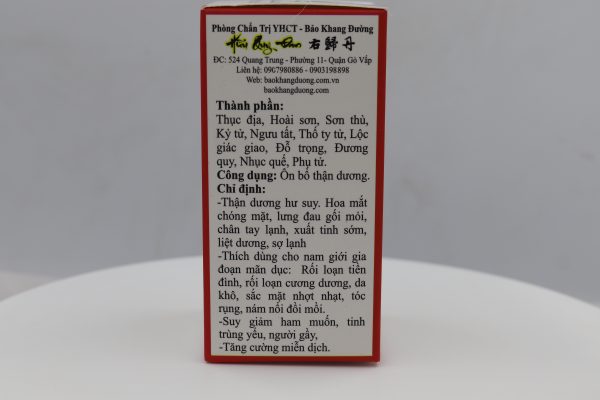 Phòng Chẩn Trị YHCT - Bảo Khang Đường
Hữu Quy Đan 右歸丹
ĐC: 524 Quang Trung - Phường 11- Quận Gò Vấp
Liên hệ: 0967980886 - 0903198898
Web: baokhangduong.com.vn
baokhangduong.com
Thành phần:
Thục địa, Hoài sơn, Sơn thù,
Kỷ tử, Ngưu tất, Thố ty tử, Lộc
giác giao, Đỗ trọng, Đương
quy, Nhục quế, Phụ tử.
Công dụng: Ôn bổ thận dương.
Chỉ định:
-Thận dương hư suy. Hoa mắt
chóng mặt, lưng đau gối mỏi,
chân tay lạnh, xuất tinh sớm,
liệt dương, sợ lạnh
-Thích dùng cho nam giới gia
đoạn mãn dục: Rối loạn tiền
đình, rối loạn cương dương, da
khô, sắc mặt nhợt nhạt, tóc
rụng, nám nổi đồi mồi.
-Suy giảm ham muốn, tinh
trùng yếu, người gầy,
-Tăng cường miễn dịch.